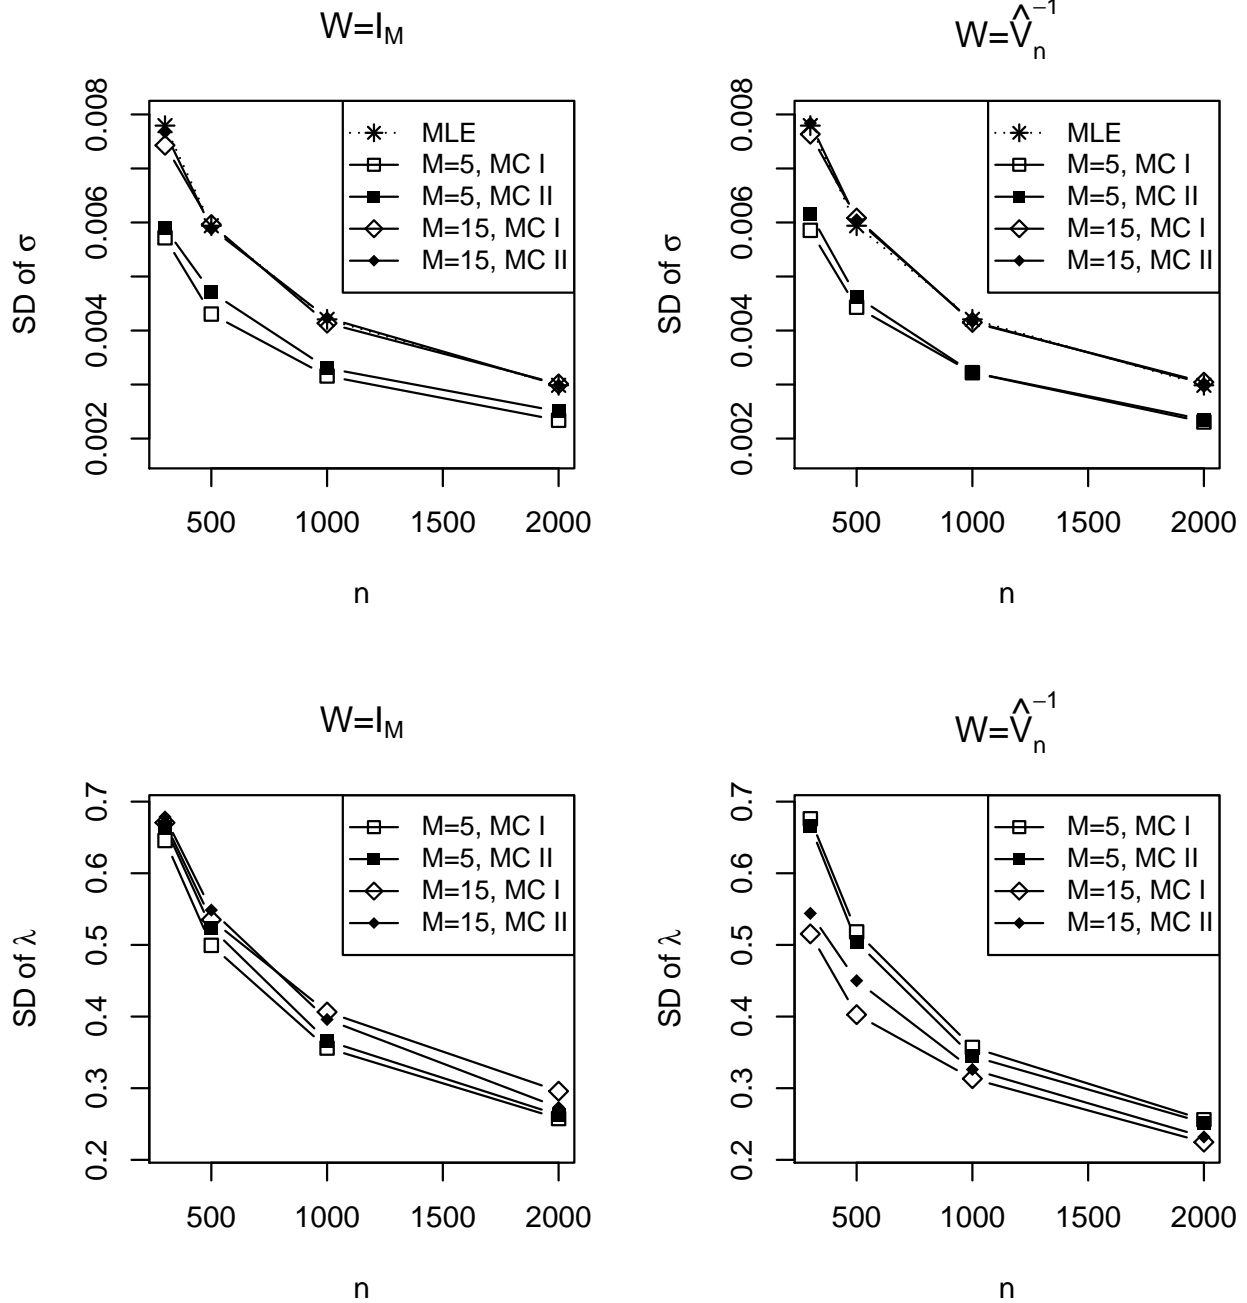 W=I_M
SD of σ
0.008
0.006
0.004
0.002
MLE
M=5, MC I
M=5, MC II
M=15, MC I
M=15, MC II
500 1000 1500 2000
n
W=V̂_n^−1
SD of σ
0.008
0.006
0.004
0.002
MLE
M=5, MC I
M=5, MC II
M=15, MC I
M=15, MC II
500 1000 1500 2000
n
W=I_M
SD of λ
0.7
0.6
0.5
0.4
0.3
0.2
M=5, MC I
M=5, MC II
M=15, MC I
M=15, MC II
500 1000 1500 2000
n
W=V̂_n^−1
SD of λ
0.7
0.6
0.5
0.4
0.3
0.2
M=5, MC I
M=5, MC II
M=15, MC I
M=15, MC II
500 1000 1500 2000
n